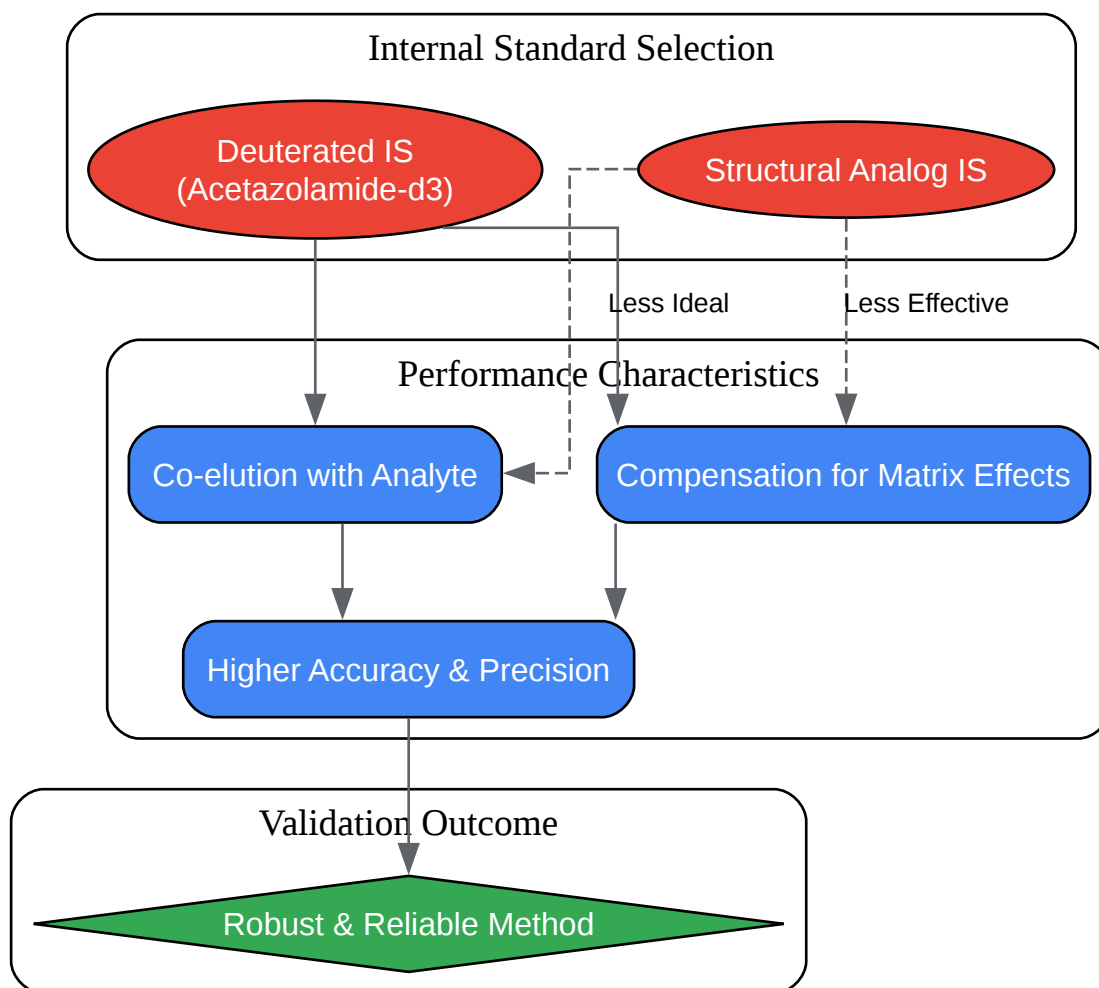 Internal Standard Selection
Deuterated IS
(Acetazolamide-d3)
Structural Analog IS
Less Ideal
Less Effective
Performance Characteristics
Co-elution with Analyte
Compensation for Matrix Effects
Higher Accuracy & Precision
Validation Outcome
Robust & Reliable Method